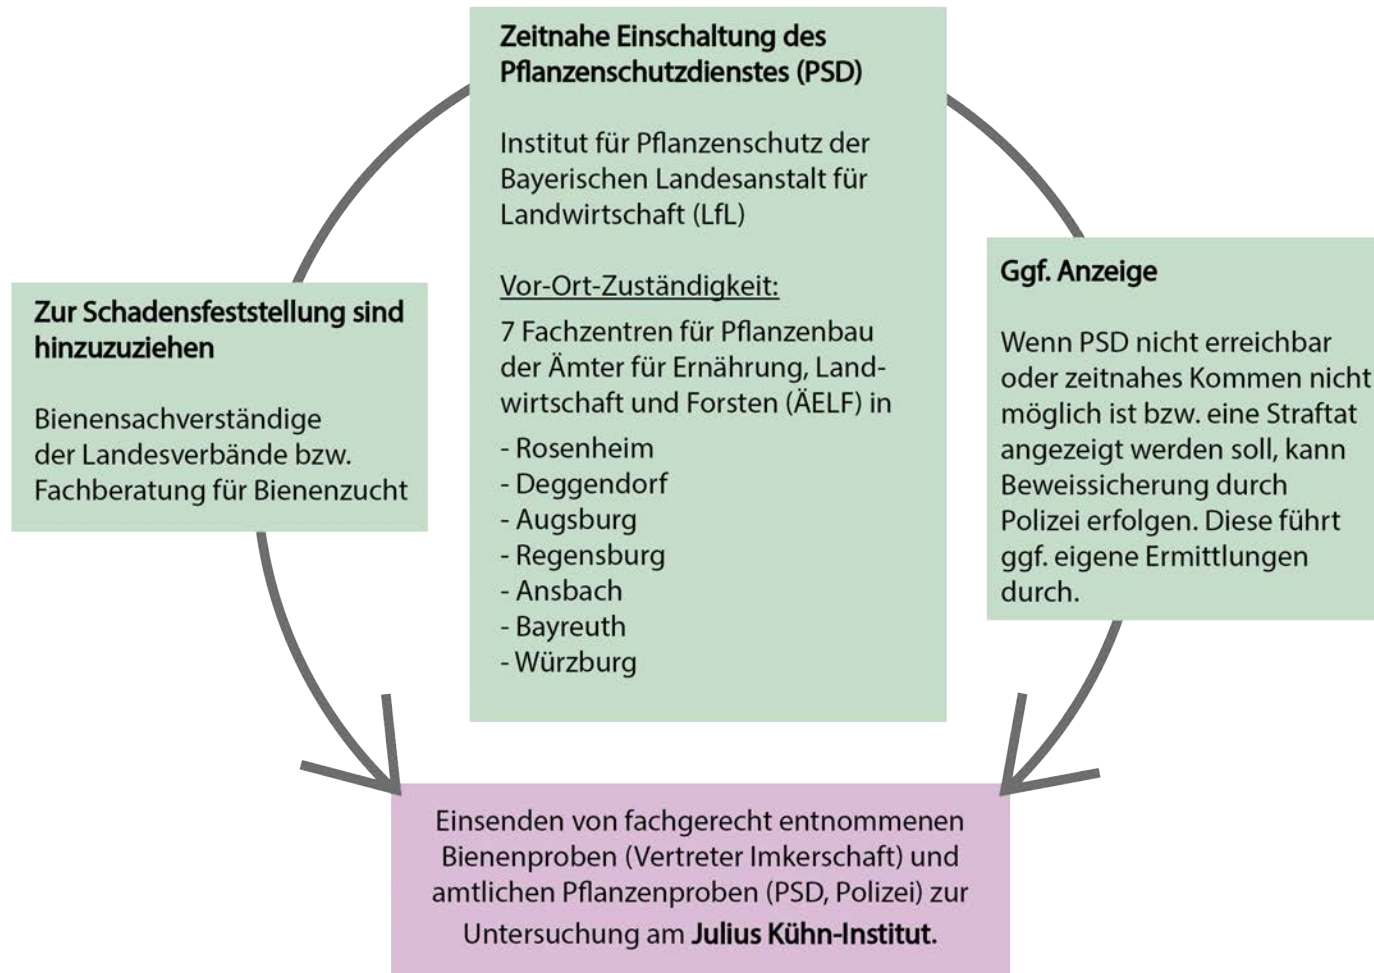 Zeitnahe Einschaltung des
Pflanzenschutzdienstes (PSD)
Institut für Pflanzenschutz der
Bayerischen Landesanstalt für
Landwirtschaft (LfL)
Vor-Ort-Zuständigkeit:
7 Fachzentren für Pflanzenbau
der Ämter für Ernährung, Land-
wirtschaft und Forsten (ÄELF) in
- Rosenheim
- Deggendorf
- Augsburg
- Regensburg
- Ansbach
- Bayreuth
- Würzburg
Zur Schadensfeststellung sind
hinzuzuziehen
Bienensachverständige
der Landesverbände bzw.
Fachberatung für Bienenzucht
Ggf. Anzeige
Wenn PSD nicht erreichbar
oder zeitnahes Kommen nicht
möglich ist bzw. eine Straftat
angezeigt werden soll, kann
Beweissicherung durch
Polizei erfolgen. Diese führt
ggf. eigene Ermittlungen
durch.
Einsenden von fachgerecht entnommenen
Bienenproben (Vertreter Imkerschaft) und
amtlichen Pflanzenproben (PSD, Polizei) zur
Untersuchung am Julius Kühn-Institut.